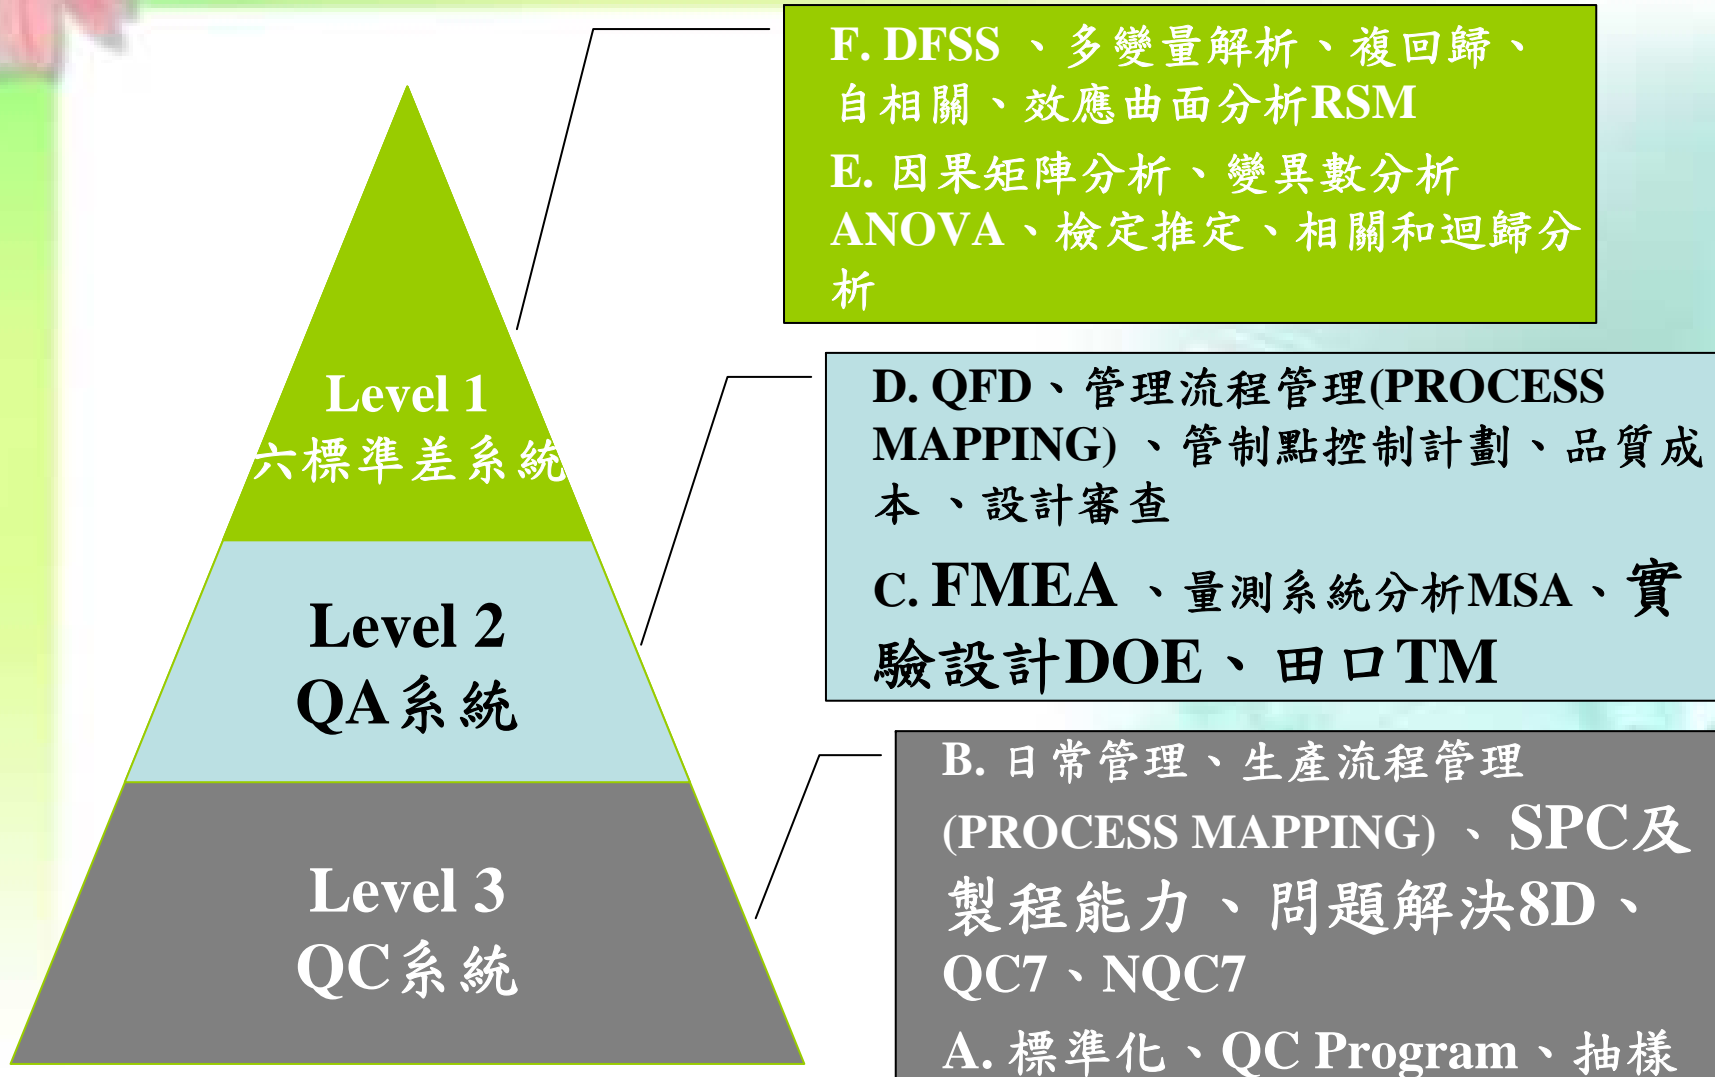 F. DFSS 、多變量解析、複回歸、
自相關、效應曲面分析RSM
E. 因果矩陣分析、變異數分析
ANOVA、檢定推定、相關和迴歸分
析
Level 1
六標準差系統
D. QFD、管理流程管理(PROCESS
MAPPING) 、管制點控制計劃、品質成
本 、設計審查
C. FMEA 、量測系統分析MSA、實
驗設計DOE、田口TM
Level 2
QA系統
B. 日常管理、生產流程管理
(PROCESS MAPPING) 、 SPC及
製程能力、問題解決8D、
QC7、NQC7
A. 標準化、QC Program、抽樣
Level 3
QC系統